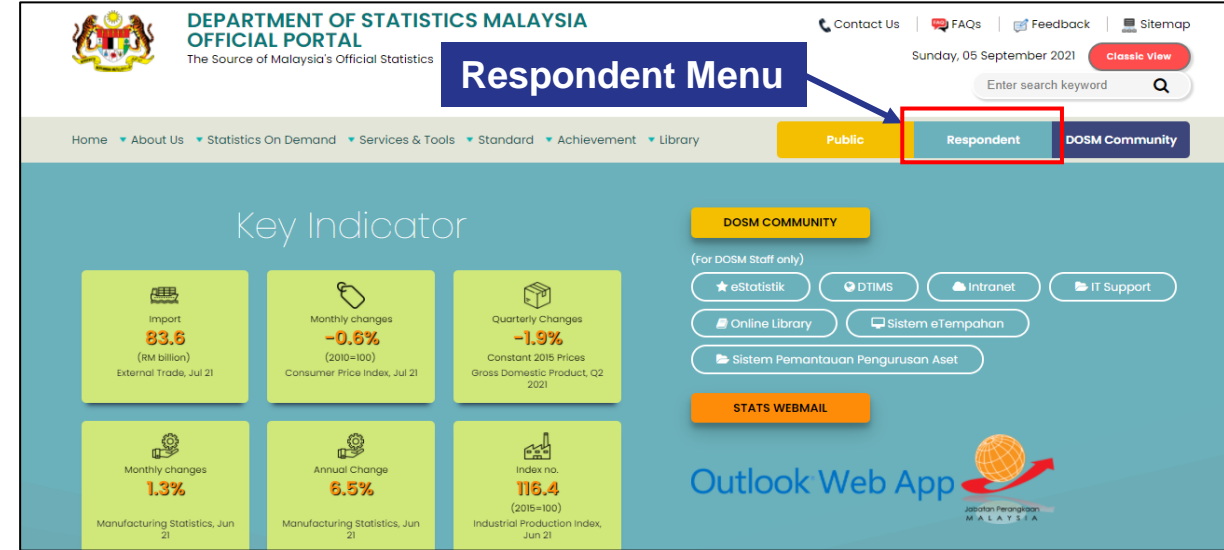 DEPARTMENT OF STATISTICS MALAYSIA
OFFICIAL PORTAL
The Source of Malaysia's Official Statistics
Contact Us
FAQs
Feedback
Sitemap
Sunday, 05 September 2021
Classic View
Enter search keyword
Respondent Menu
Home
About Us
Statistics On Demand
Services & Tools
Standard
Achievement
Library
Public
Respondent
DOSM Community
Key Indicator
Import
83.6
(RM billion)
External Trade, Jul 21
Monthly changes
-0.6%
(2010=100)
Consumer Price Index, Jul 21
Quarterly Changes
-1.9%
Constant 2015 Prices
Gross Domestic Product, Q2
2021
Monthly changes
1.3%
Manufacturing Statistics, Jun
21
Annual Change
6.5%
Manufacturing Statistics, Jun
21
Index no.
116.4
(2015=100)
Industrial Production Index,
Jun 21
DOSM COMMUNITY
(For DOSM Staff only)
eStatistik
DTIMS
Intranet
IT Support
Online Library
Sistem eTempahan
Sistem Pemantauan Pengurusan Aset
STATS WEBMAIL
Outlook Web App
Jabatan Perangkaan
MALAYSIA